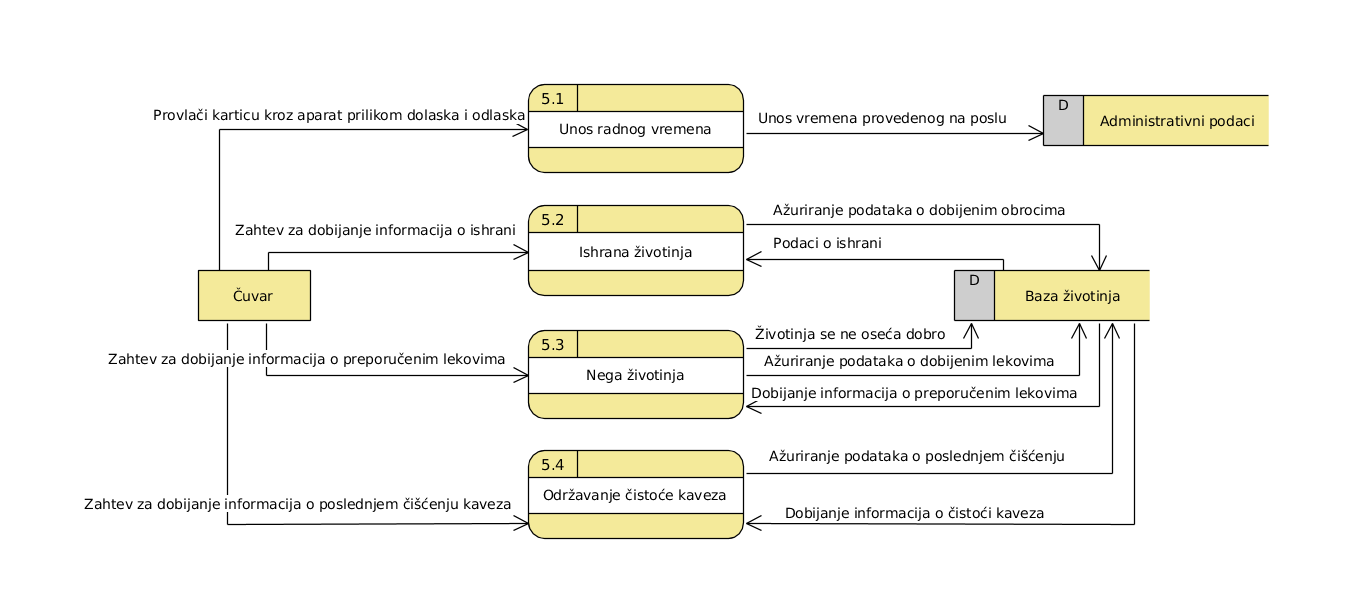 5.1
D
Provlači karticu kroz aparat prilikom dolaska i odlaska
Unos radnog vremena
Unos vremena provedenog na poslu
Administrativni podaci
5.2
Ažuriranje podataka o dobijenim obrocima
Zahtev za dobijanje informacija o ishrani
Ishrana životinja
Podaci o ishrani
D
Čuvar
Baza životinja
5.3
Životinja se ne oseća dobro
Zahtev za dobijanje informacija o preporučenim lekovima
Nega životinja
Ažuriranje podataka o dobijenim lekovima
Dobijanje informacija o preporučenim lekovima
5.4
Ažuriranje podataka o poslednjem čišćenju
Održavanje čistoće kaveza
Zahtev za dobijanje informacija o poslednjem čišćenju kaveza
Dobijanje informacija o čistoći kaveza